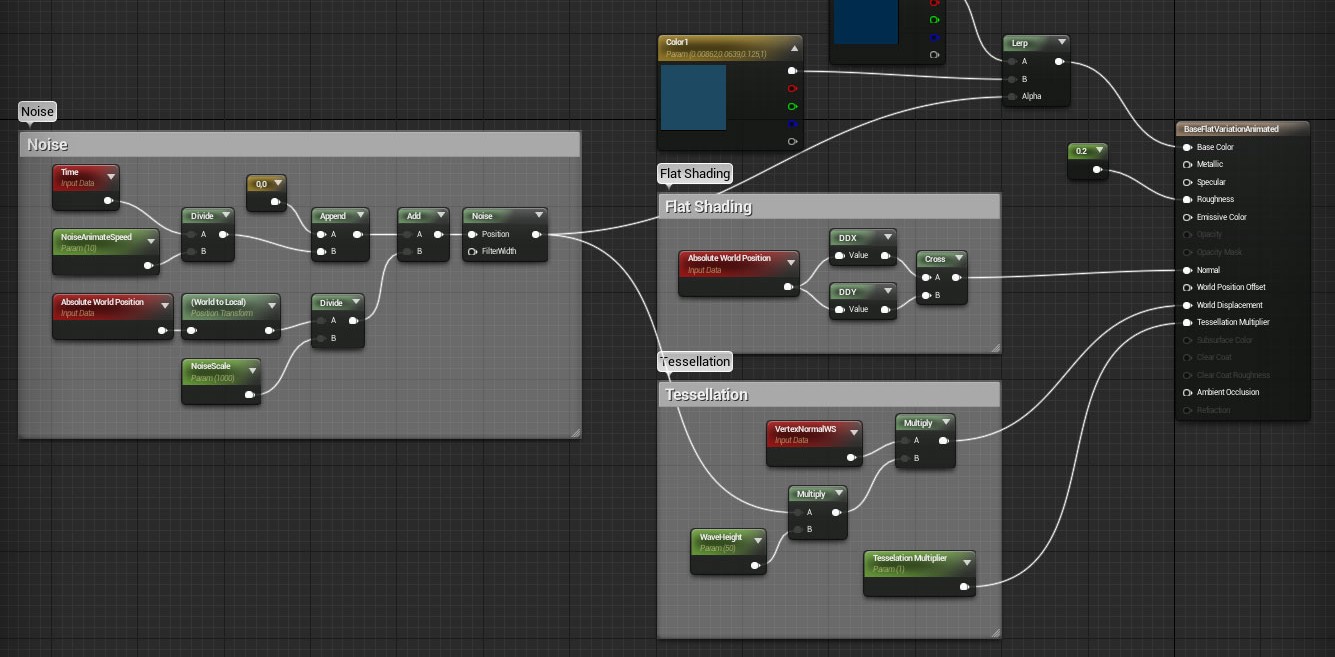 Color1
Param (0.00862,0.0639,0.125,1)
Lerp
A
B
Alpha
Noise
Noise
Time
Input Data
0,0
Divide
A
B
Append
A
B
Add
A
B
Noise
Position
FilterWidth
NoiseAnimateSpeed
Param (10)
Absolute World Position
Input Data
(World to Local)
Position Transform
Divide
A
B
NoiseScale
Param (1000)
Flat Shading
Flat Shading
Absolute World Position
Input Data
DDX
Value
DDY
Value
Cross
A
B
Tessellation
Tessellation
VertexNormalWS
Input Data
Multiply
A
B
Multiply
A
B
WaveHeight
Param (50)
Tesselation Multiplier
Param (1)
0.2
BaseFlatVariationAnimated
Base Color
Metallic
Specular
Roughness
Emissive Color
Opacity
Opacity Mask
Normal
World Position Offset
World Displacement
Tessellation Multiplier
Subsurface Color
Clear Coat
Clear Coat Roughness
Ambient Occlusion
Refraction